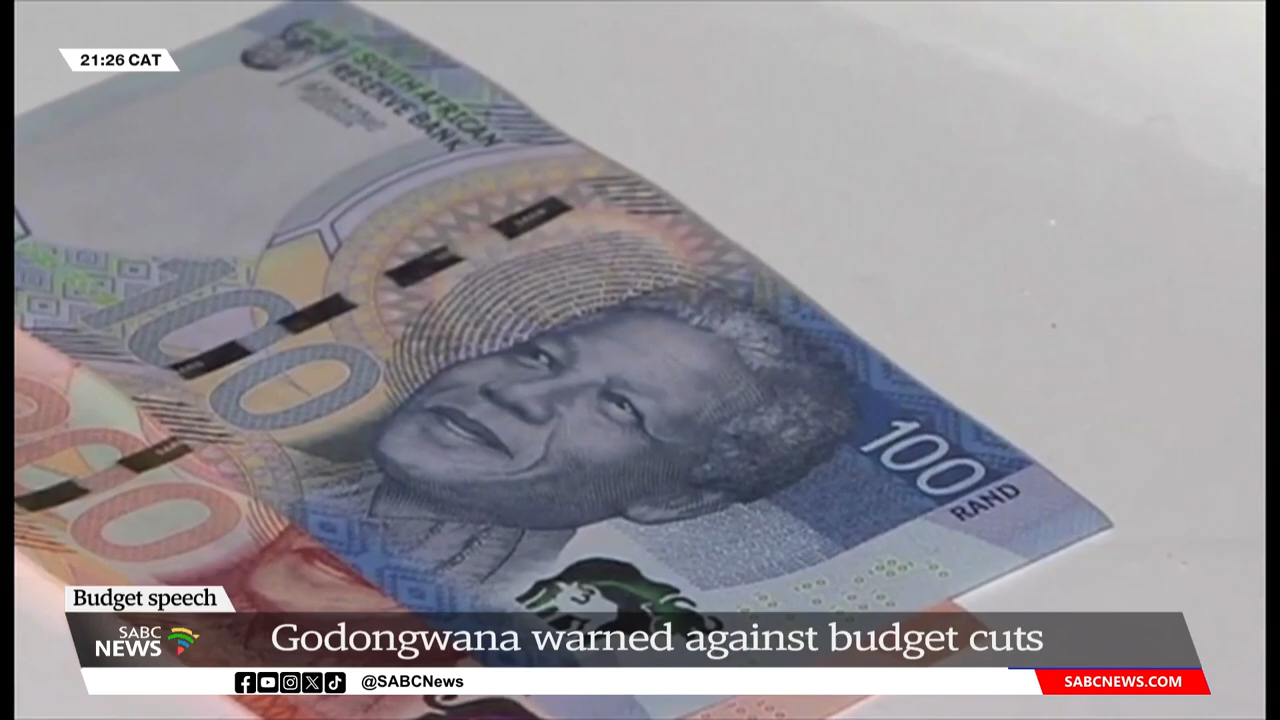 21:26 CAT
SOUTH AFRICAN
RESERVE BANK
100
100
RAND
Budget speech
SABC
NEWS
Godongwana warned against budget cuts
@SABCNews
SABCNEWS.COM